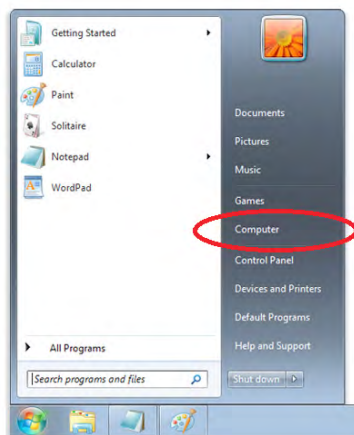 Getting Started
Calculator
Paint
Solitaire
Notepad
WordPad
All Programs
Search programs and files
Documents
Pictures
Music
Games
Computer
Control Panel
Devices and Printers
Default Programs
Help and Support
Shut down